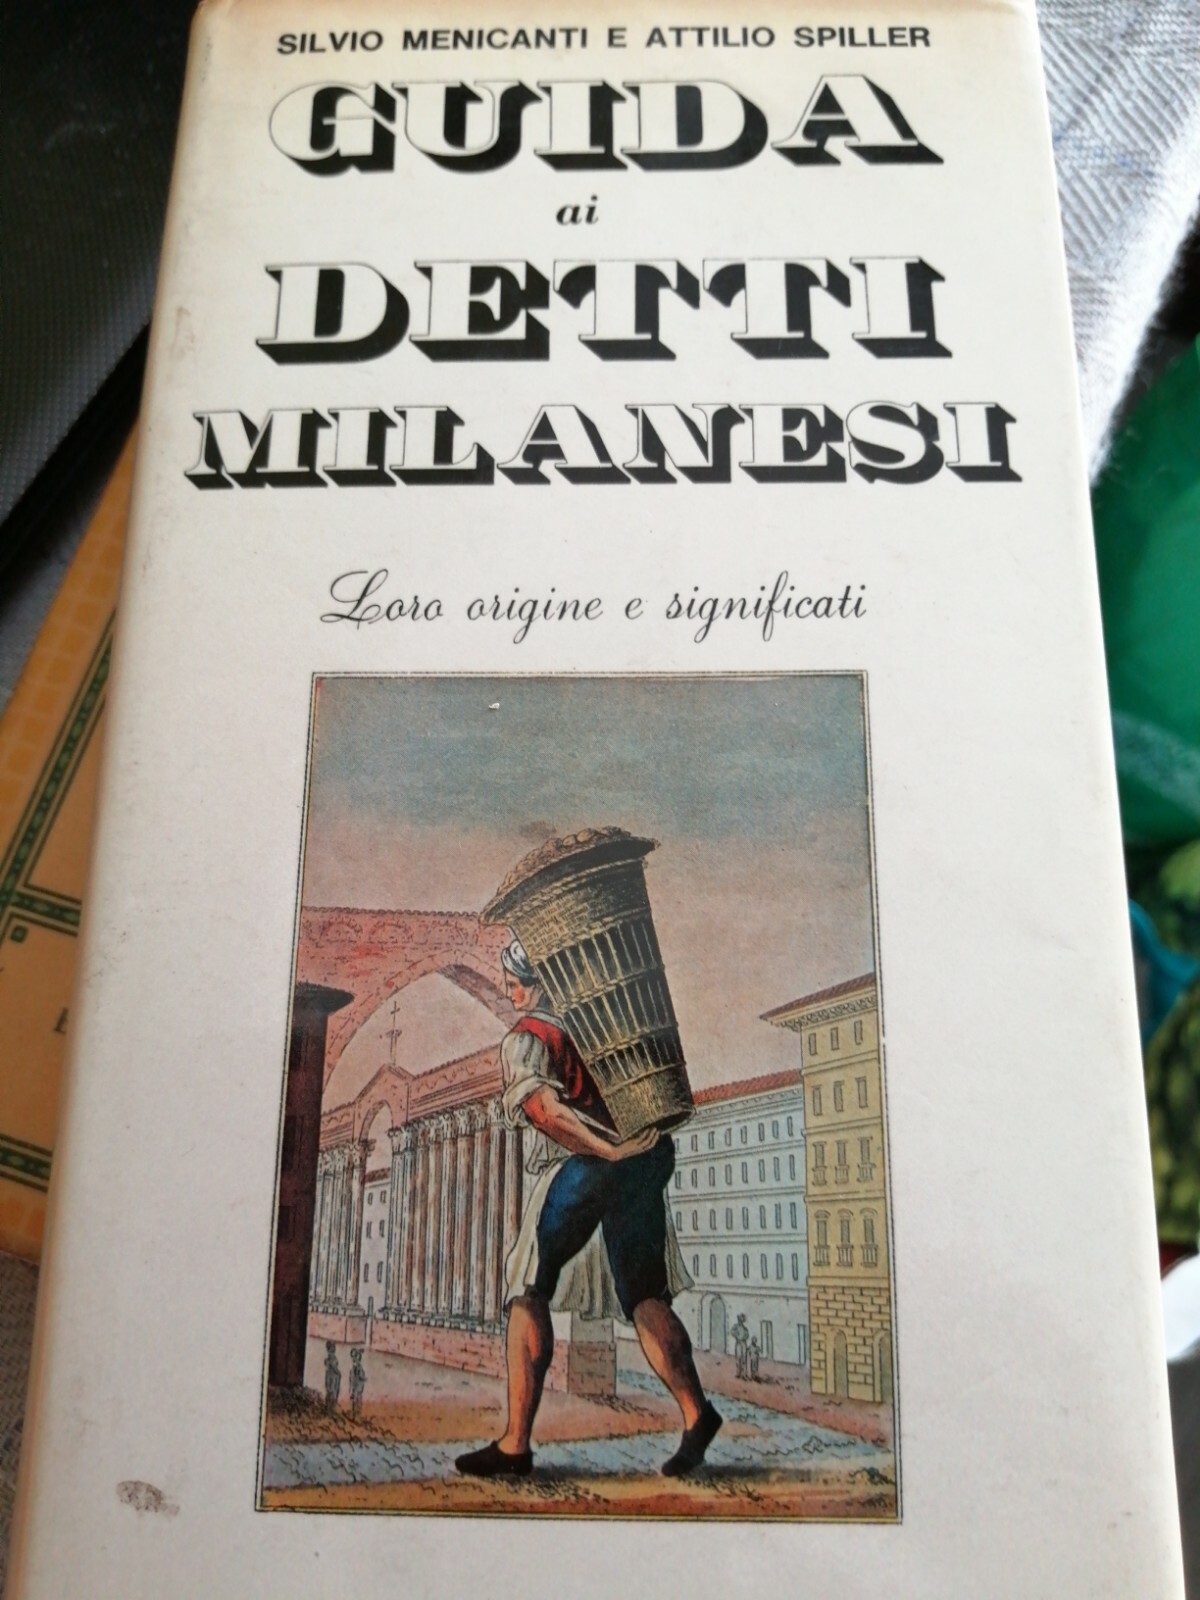 SILVIO MENICANTI E ATTILIO SPILLER
GUIDA
ai
DETTI
MILANESI
Loro origine e significati